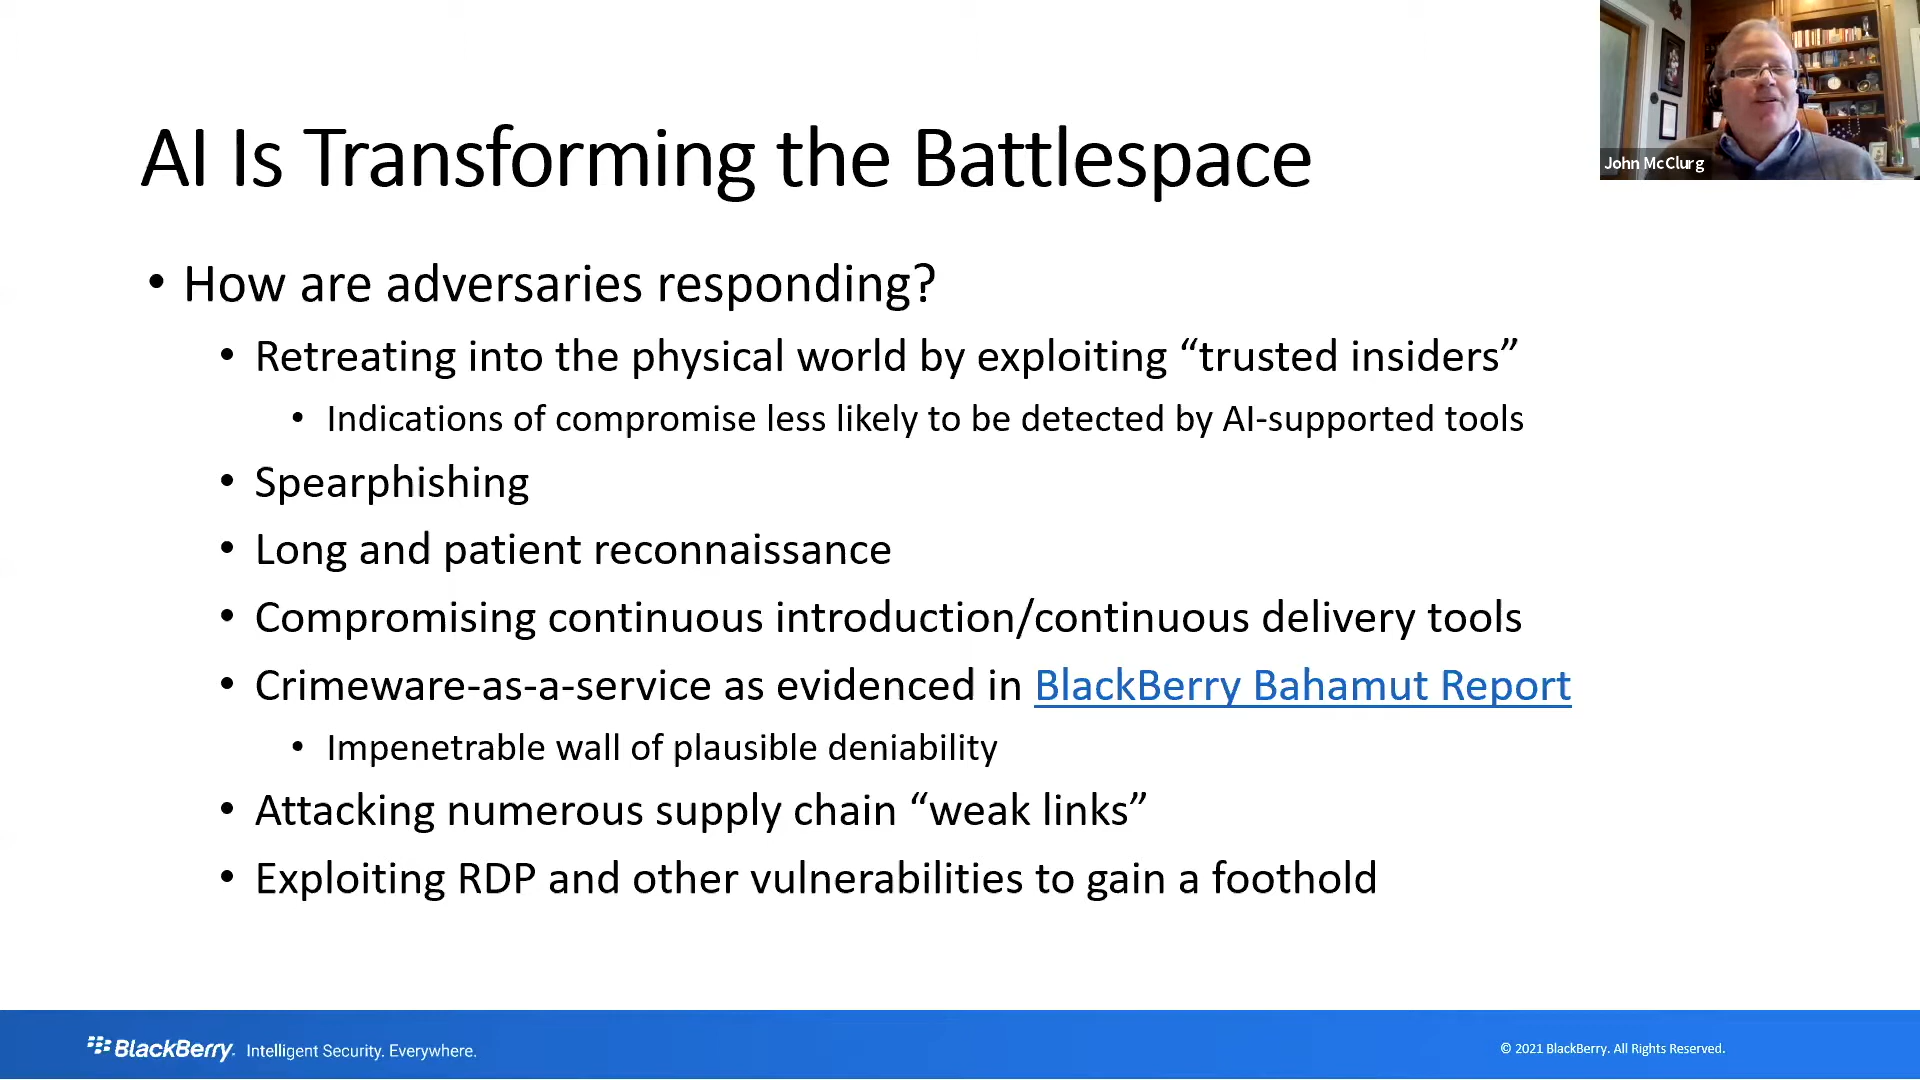 AI Is Transforming the Battlespace
John McClurg
• How are adversaries responding?
• Retreating into the physical world by exploiting “trusted insiders”
• Indications of compromise less likely to be detected by AI-supported tools
• Spearphishing
• Long and patient reconnaissance
• Compromising continuous introduction/continuous delivery tools
• Crimeware-as-a-service as evidenced in BlackBerry Bahamut Report
• Impenetrable wall of plausible deniability
• Attacking numerous supply chain “weak links”
• Exploiting RDP and other vulnerabilities to gain a foothold
BlackBerry. Intelligent Security. Everywhere.
© 2021 BlackBerry. All Rights Reserved.